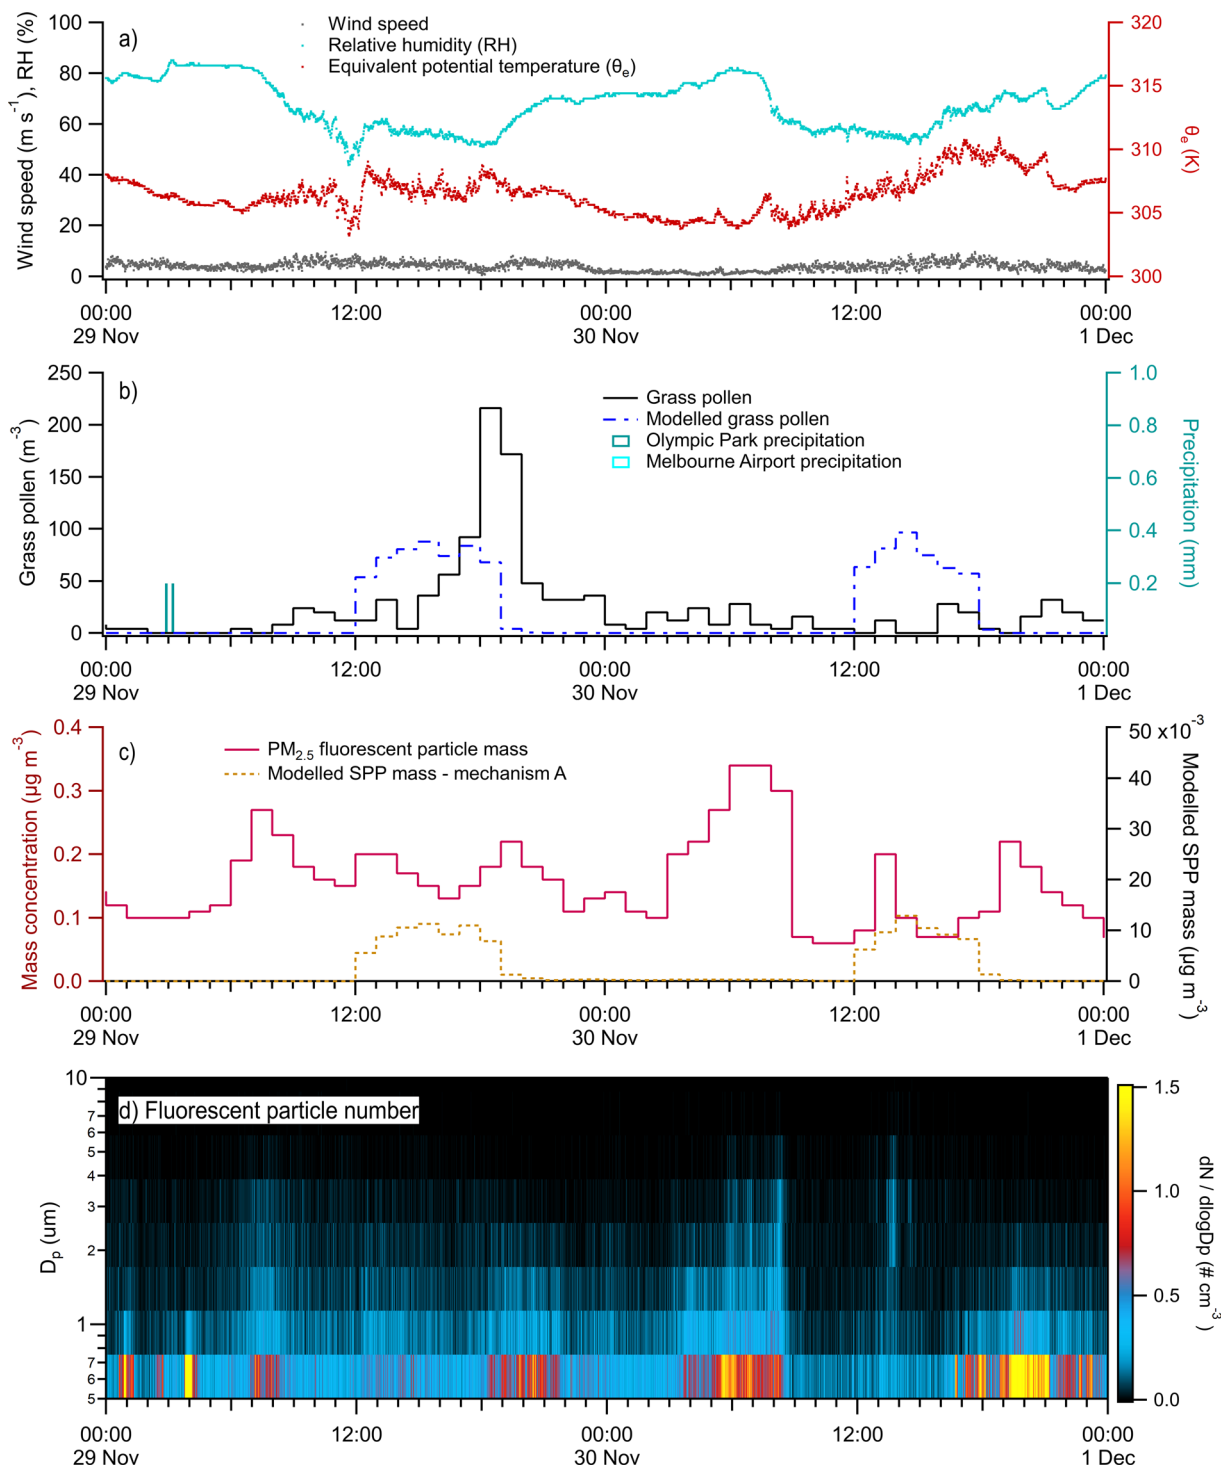 a)
Wind speed
Relative humidity (RH)
Equivalent potential temperature (θe)
Wind speed (m s⁻¹), RH (%)
100
80
60
40
20
0
θe (K)
320
315
310
305
300
00:00 12:00 00:00 12:00 00:00
29 Nov 30 Nov 1 Dec
b)
Grass pollen
Modelled grass pollen
Olympic Park precipitation
Melbourne Airport precipitation
Grass pollen (m⁻³)
250
200
150
100
50
0
Precipitation (mm)
1.0
0.8
0.6
0.4
0.2
00:00 12:00 00:00 12:00 00:00
29 Nov 30 Nov 1 Dec
c)
PM2.5 fluorescent particle mass
Modelled SPP mass - mechanism A
Mass concentration (µg m⁻³)
0.4
0.3
0.2
0.1
0.0
Modelled SPP mass (µg m⁻³)
50 x10⁻³
40
30
20
10
0
00:00 12:00 00:00 12:00 00:00
29 Nov 30 Nov 1 Dec
d) Fluorescent particle number
Dp (um)
10
7
6
5
4
3
2
1
7
6
5
dN / dlogDp (# cm⁻³)
1.5
1.0
0.5
0.0
00:00 12:00 00:00 12:00 00:00
29 Nov 30 Nov 1 Dec